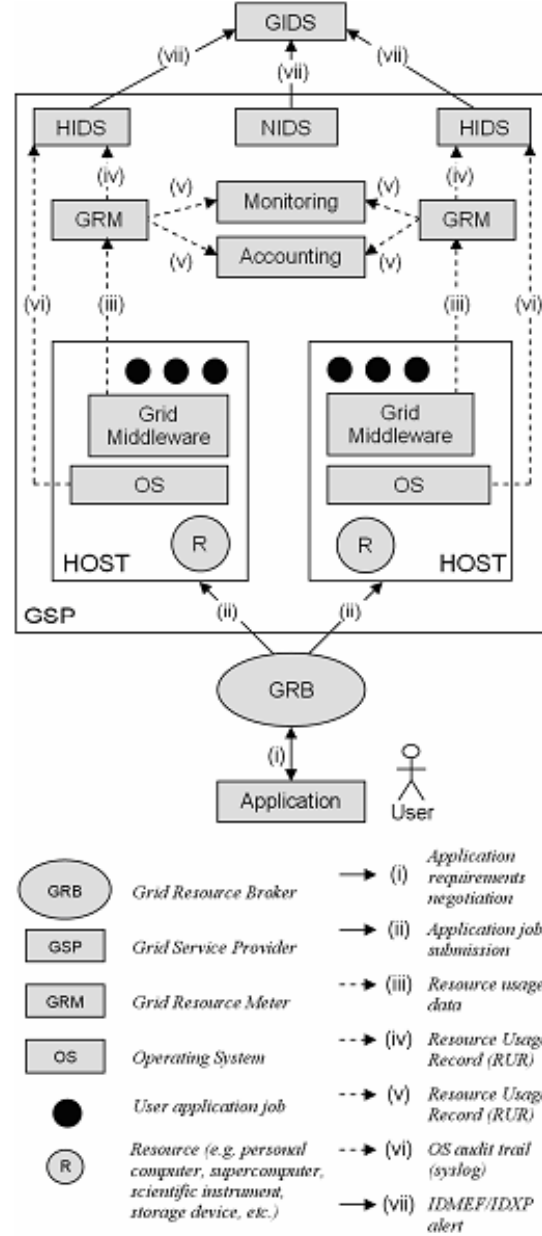 GIDS
(vii)
(vii)
(vii)
HIDS
NIDS
HIDS
(iv)
(v)
(v)
(iv)
Monitoring
GRM
GRM
Accounting
(v)
(v)
(vi)
(iii)
(iii)
(vi)
Grid
Middleware
Grid
Middleware
OS
OS
R
R
HOST
HOST
GSP
(ii)
(ii)
GRB
(i)
Application
User
GRB
Grid Resource Broker
GSP
Grid Service Provider
GRM
Grid Resource Meter
OS
Operating System
User application job
R
Resource (e.g. personal
computer, supercomputer,
scientific instrument,
storage device, etc.)
(i)
Application
requirements
negotiation
(ii)
Application job
submission
(iii)
Resource usage
data
(iv)
Resource Usage
Record (RUR)
(v)
Resource Usage
Record (RUR)
(vi)
OS audit trail
(syslog)
(vii)
IDMEF/IDXP
alert